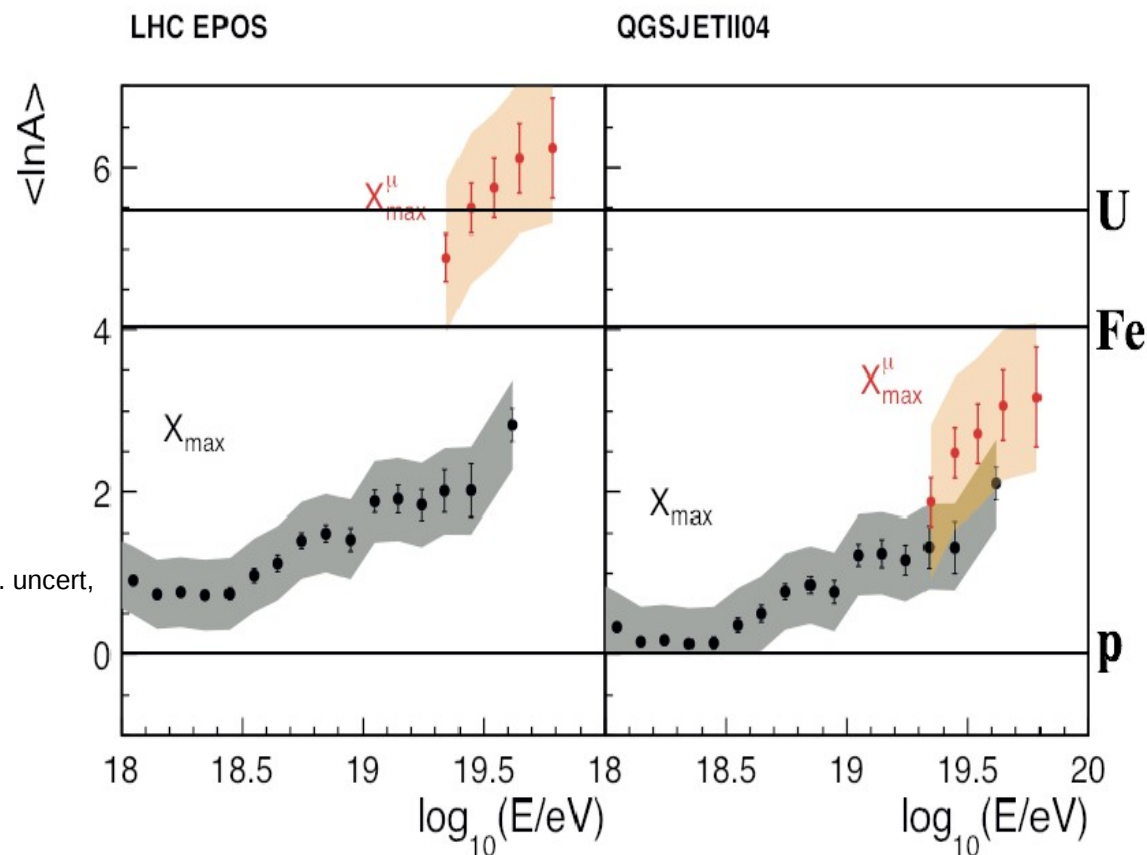 LHC EPOS
QGSJETII04
<lnA>
6
4
2
0
X^μ_max
X_max
X^μ_max
X_max
U
Fe
p
. uncert,
18 18.5 19 19.5 18 18.5 19 19.5 20
log₁₀(E/eV) log₁₀(E/eV)